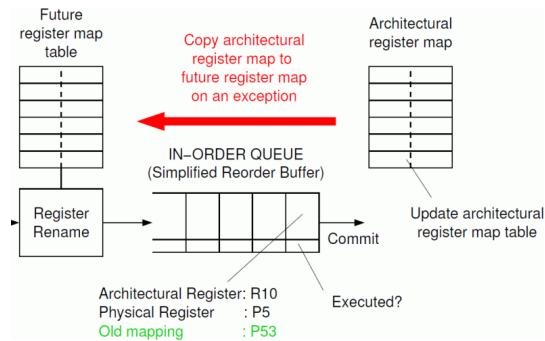 Future
register map
table
Copy architectural
register map to
future register map
on an exception
Architectural
register map
IN-ORDER QUEUE
(Simplified Reorder Buffer)
Register
Rename
Commit
Update architectural
register map table
Architectural Register: R10
Physical Register : P5
Old mapping : P53
Executed?